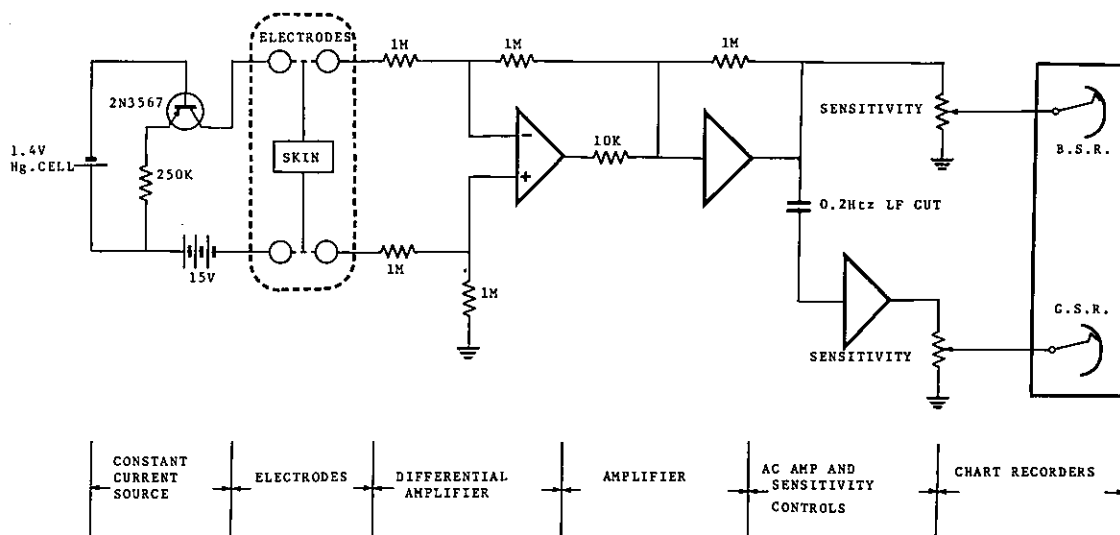 ELECTRODES
1M
1M
1M
2N3567
SENSITIVITY
1.4V
Hg.CELL
250K
SKIN
−
+
10K
B.S.R.
0.2Htz LF CUT
15V
1M
1M
G.S.R.
SENSITIVITY
CONSTANT
CURRENT
SOURCE
ELECTRODES
DIFFERENTIAL
AMPLIFIER
AMPLIFIER
AC AMP AND
SENSITIVITY
CONTROLS
CHART RECORDERS